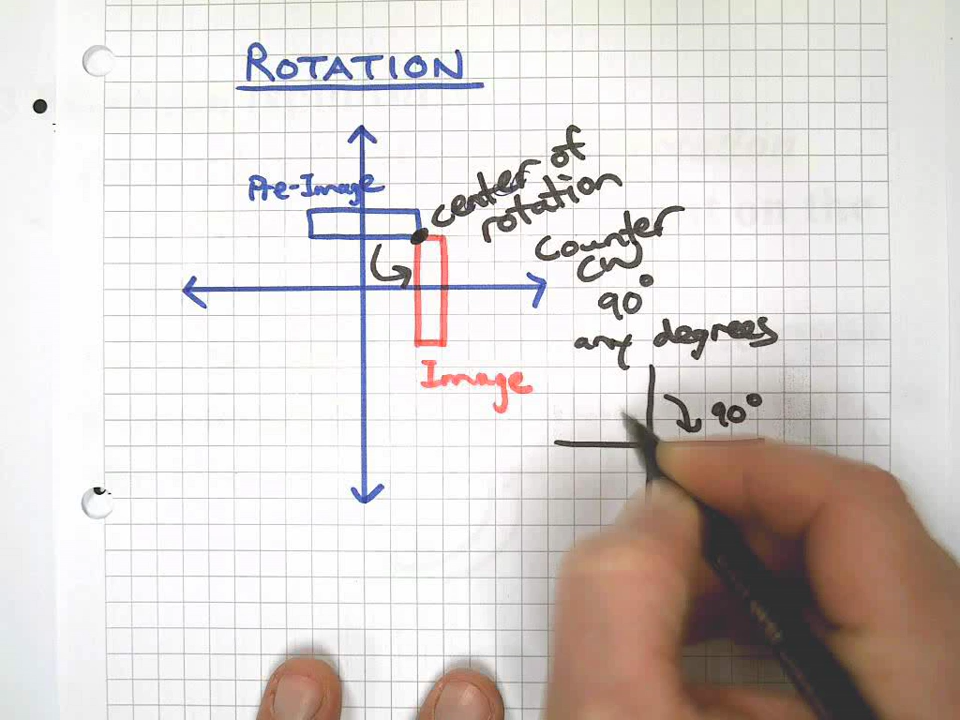 ROTATION
Pre-Image
center of
rotation
Counter
CW
90°
any degrees
Image
90°